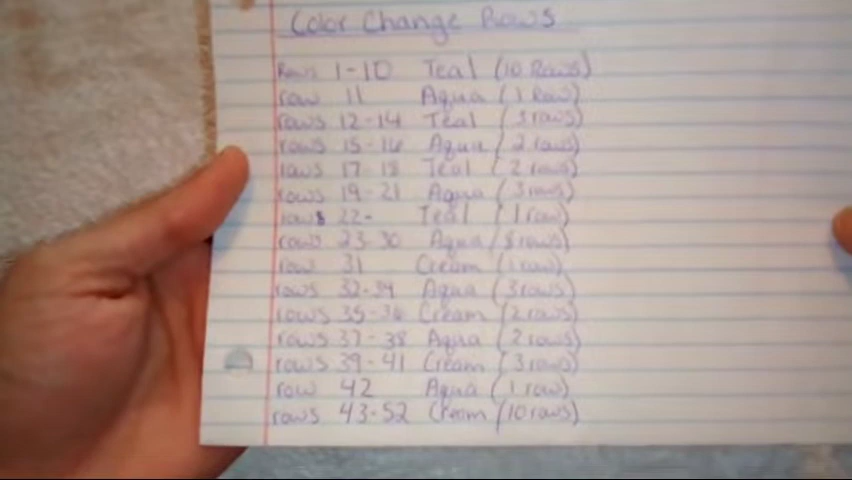 Color Change Rows
Rows 1-10 Teal (10 Rows)
row 11 Aqua (1 Row)
rows 12-14 Teal (3 rows)
rows 15-16 Aqua (2 rows)
rows 17-18 Teal (2 rows)
rows 19-21 Aqua (3 rows)
rows 22- Teal (1 row)
rows 23-30 Aqua (8 rows)
row 31 Cream (1 row)
rows 32-34 Aqua (3 rows)
rows 35-36 Cream (2 rows)
rows 37-38 Aqua (2 rows)
rows 39-41 Cream (3 rows)
row 42 Aqua (1 row)
rows 43-52 Cream (10 rows)